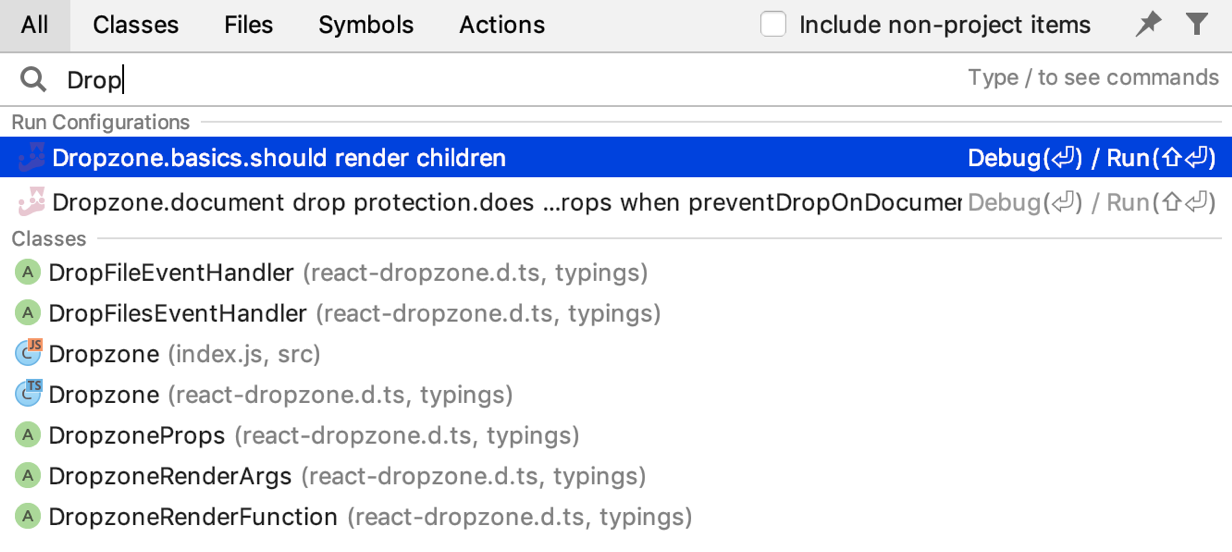 All Classes Files Symbols Actions Include non-project items
Drop Type / to see commands
Run Configurations
Dropzone.basics.should render children Debug(⏎) / Run(⇧⏎)
Dropzone.document drop protection.does ...rops when preventDropOnDocumer Debug(⏎) / Run(⇧⏎)
Classes
A DropFileEventHandler (react-dropzone.d.ts, typings)
A DropFilesEventHandler (react-dropzone.d.ts, typings)
C JS Dropzone (index.js, src)
C TS Dropzone (react-dropzone.d.ts, typings)
A DropzoneProps (react-dropzone.d.ts, typings)
A DropzoneRenderArgs (react-dropzone.d.ts, typings)
A DropzoneRenderFunction (react-dropzone.d.ts, typings)